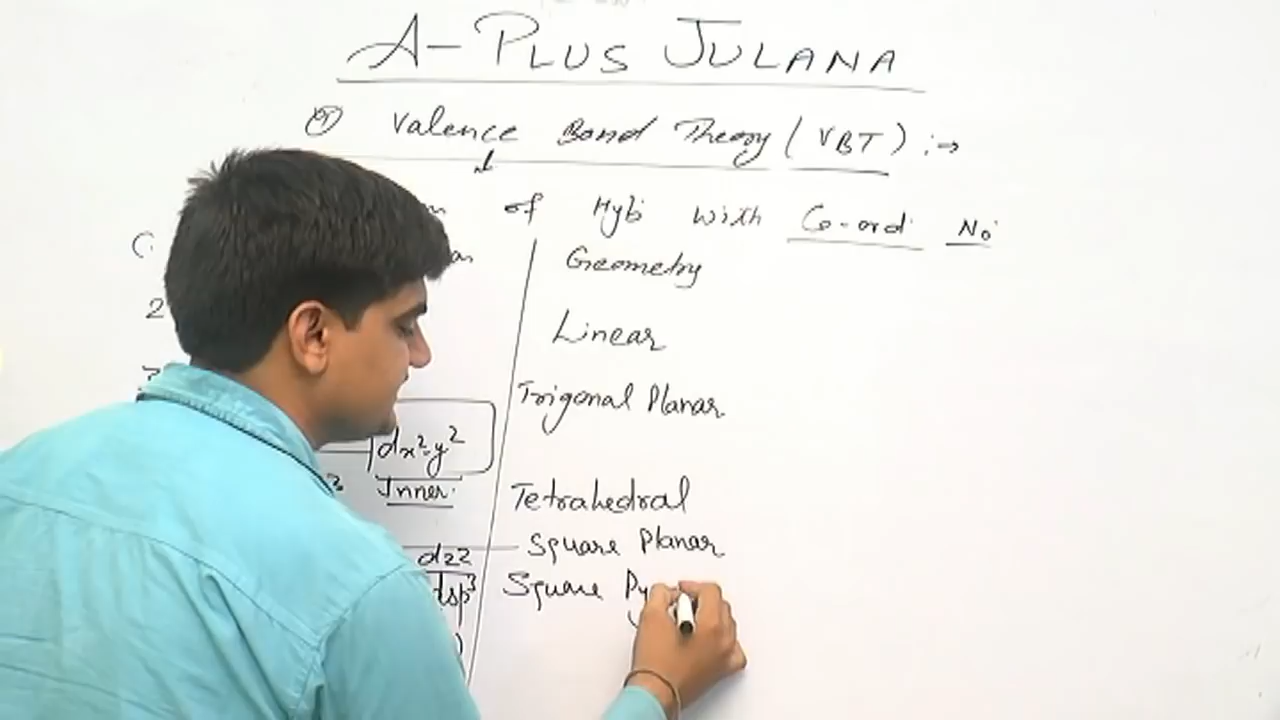 A- PLUS JULANA
Valence Bond Theory (VBT) :→
of Hyb with Co-ord No
Geometry
2 Linear
Trigonal Planar
dx²-y²
Inner
Tetrahedral
dz² Square Planar
dsp³ Square Py